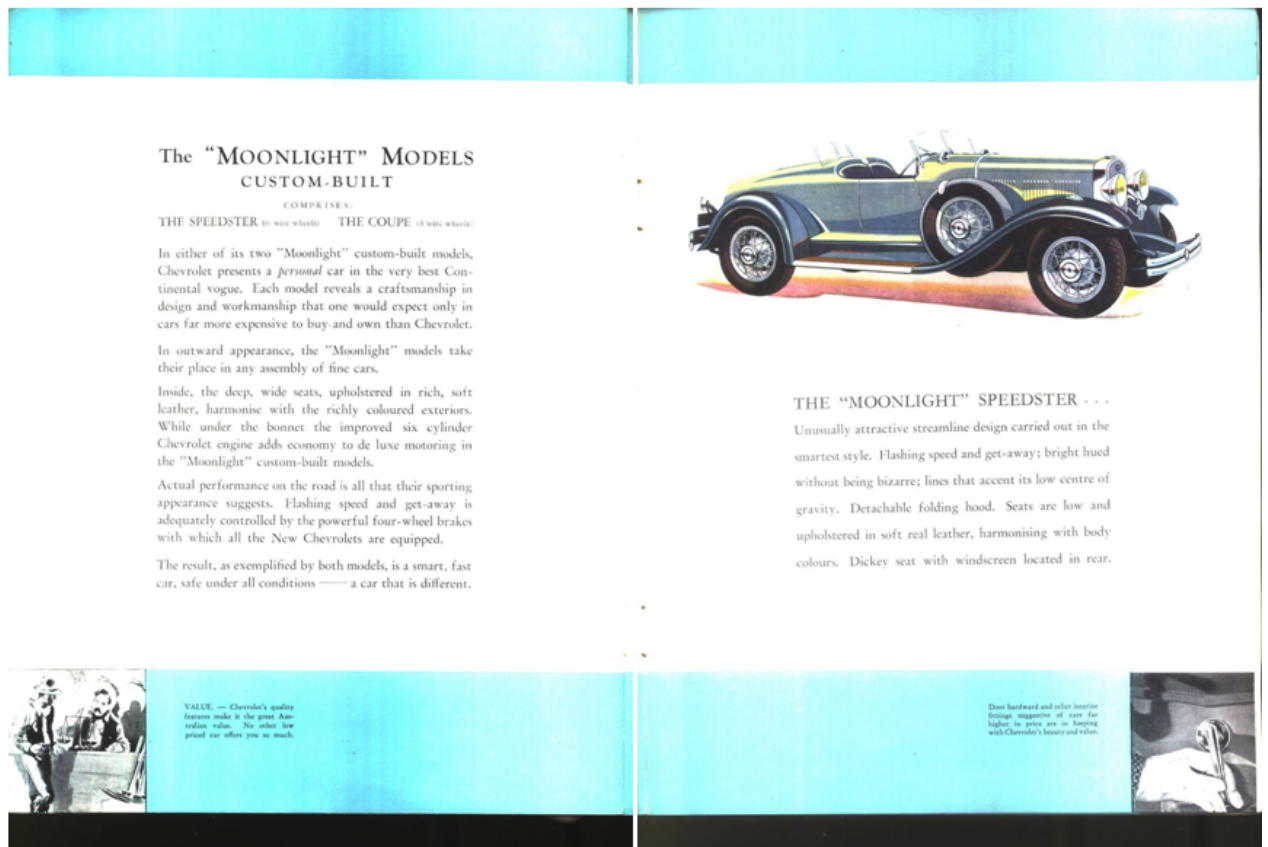 The “MOONLIGHT” MODELS
CUSTOM-BUILT
COMPRISES:
THE SPEEDSTER (6 wire wheels) THE COUPE (5 wire wheels)
In either of its two "Moonlight" custom-built models,
Chevrolet presents a personal car in the very best Con-
tinental vogue. Each model reveals a craftsmanship in
design and workmanship that one would expect only in
cars far more expensive to buy and own than Chevrolet.
In outward appearance, the "Moonlight" models take
their place in any assembly of fine cars.
Inside, the deep, wide seats, upholstered in rich, soft
leather, harmonise with the richly coloured exteriors.
While under the bonnet the improved six cylinder
Chevrolet engine adds economy to de luxe motoring in
the "Moonlight" custom-built models.
Actual performance on the road is all that their sporting
appearance suggests. Flashing speed and get-away is
adequately controlled by the powerful four-wheel brakes
with which all the New Chevrolets are equipped.
The result, as exemplified by both models, is a smart, fast
car, safe under all conditions —— a car that is different.
VALUE. — Chevrolet's quality
features make it the great Aus-
tralian value. No other low
priced car offers you so much.
THE “MOONLIGHT” SPEEDSTER . . .
Unusually attractive streamline design carried out in the
smartest style. Flashing speed and get-away; bright hued
without being bizarre; lines that accent its low centre of
gravity. Detachable folding hood. Seats are low and
upholstered in soft real leather, harmonising with body
colours. Dickey seat with windscreen located in rear.
Door hardward and other interior
fittings suggestive of cars far
higher in price are in keeping
with Chevrolet's beauty and value.